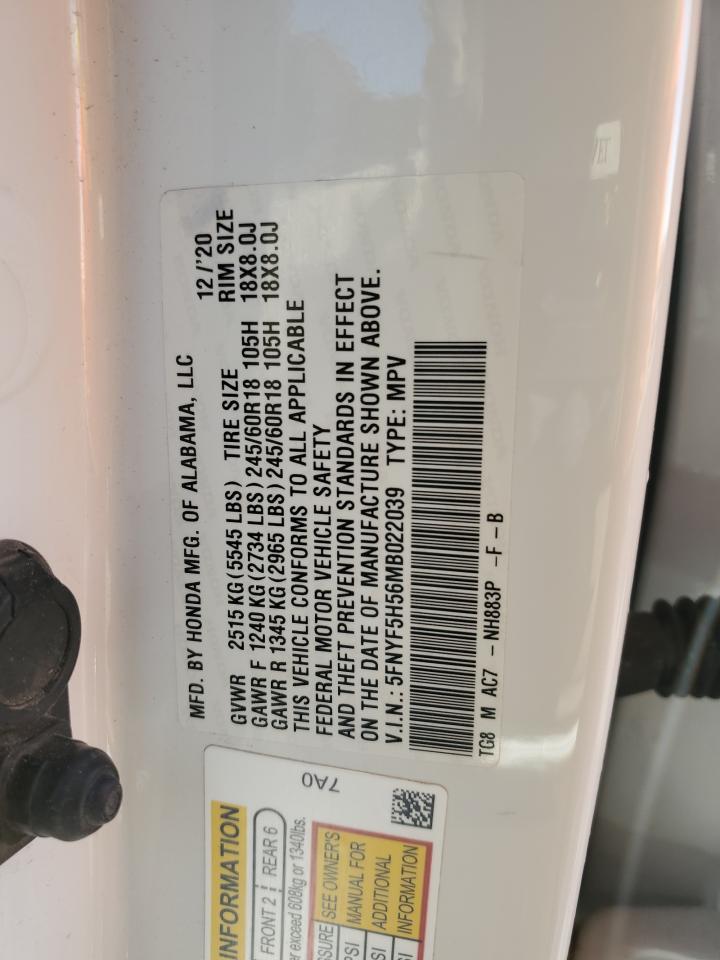 MFD. BY HONDA MFG. OF ALABAMA, LLC 12/'20
GVWR 2515 KG (5545 LBS) TIRE SIZE RIM SIZE
GAWR F 1240 KG (2734 LBS) 245/60R18 105H 18X8.0J
GAWR R 1345 KG (2965 LBS) 245/60R18 105H 18X8.0J
THIS VEHICLE CONFORMS TO ALL APPLICABLE
FEDERAL MOTOR VEHICLE SAFETY
AND THEFT PREVENTION STANDARDS IN EFFECT
ON THE DATE OF MANUFACTURE SHOWN ABOVE.
V.I.N.: 5FNYF5H56MB022039 TYPE: MPV
TG8 M AC7 - NH883P - F - B
7A0
INFORMATION
FRONT 2 REAR 6
exceed 608kg or 1340lbs.
SEE OWNER'S
MANUAL FOR
ADDITIONAL
INFORMATION